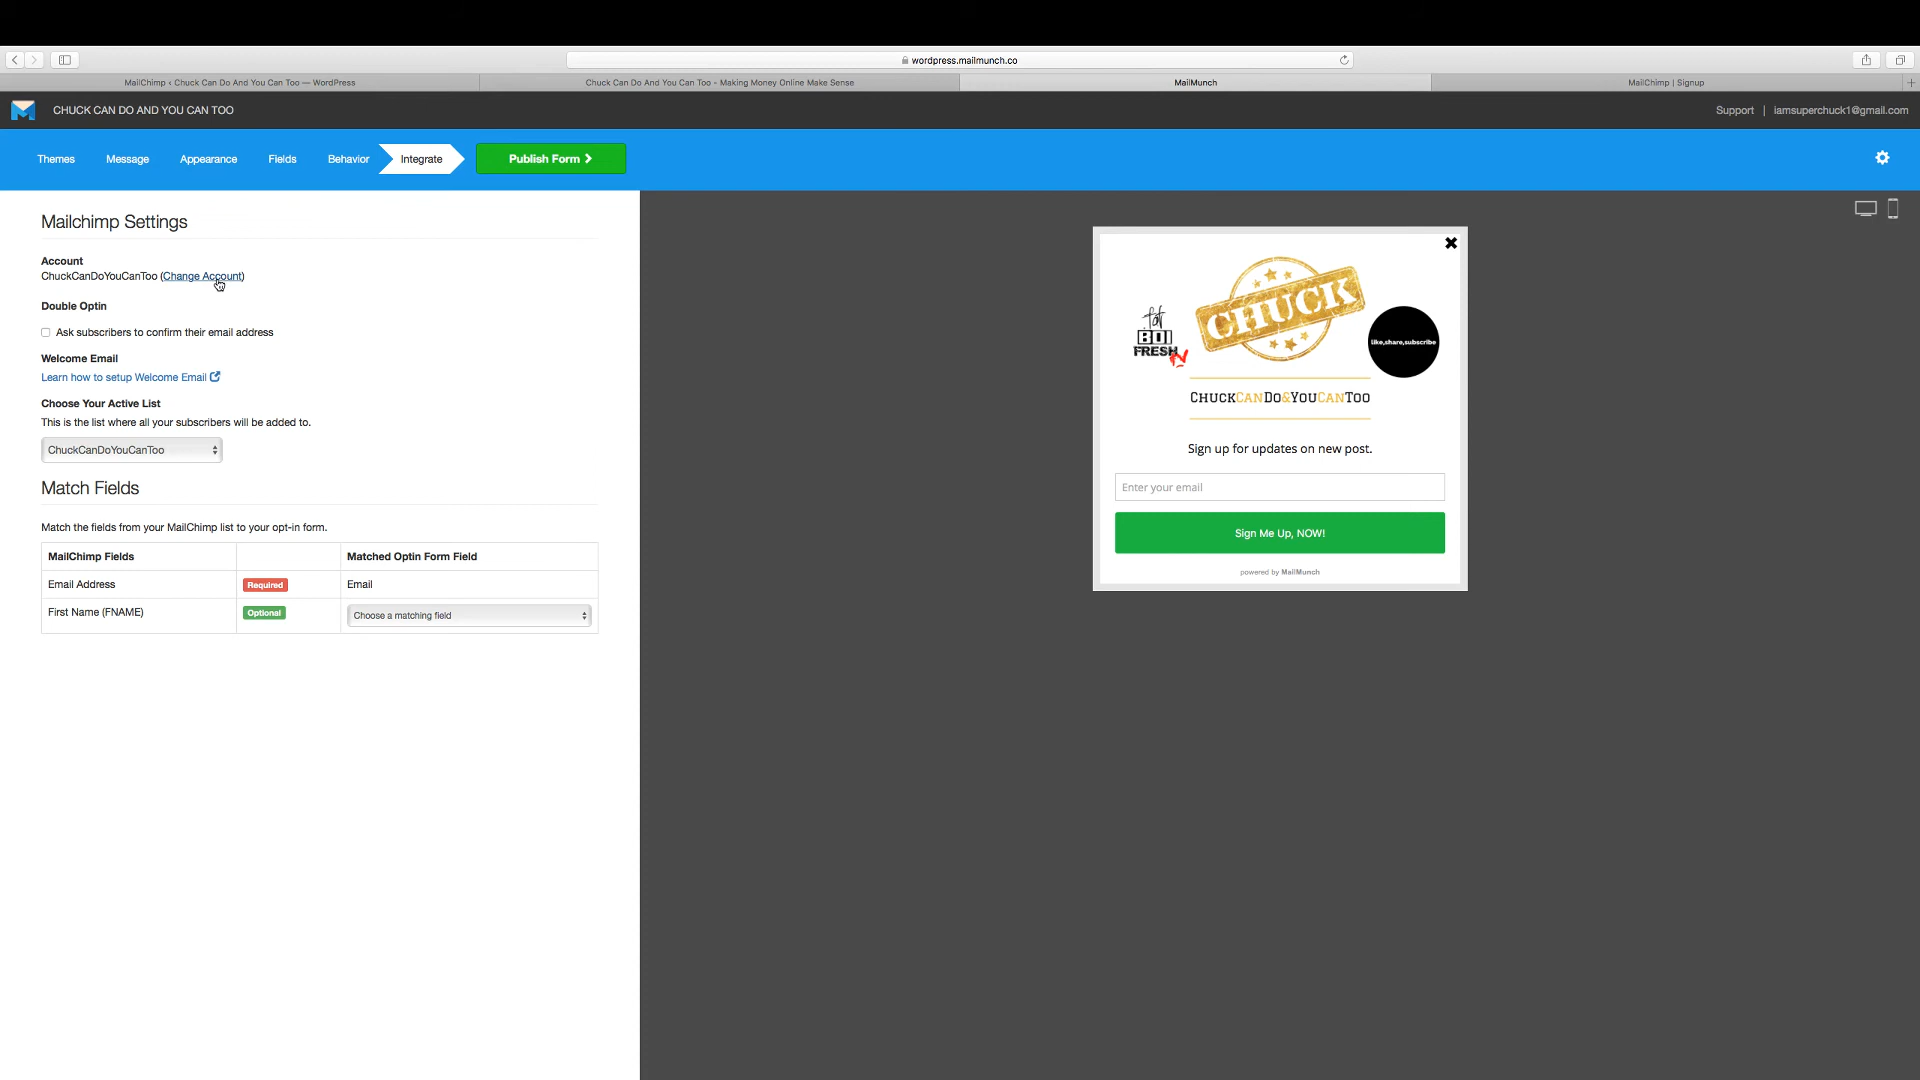 wordpress.mailmunch.co
MailChimp ‹ Chuck Can Do And You Can Too — WordPress
Chuck Can Do And You Can Too - Making Money Online Make Sense
MailMunch
MailChimp | Signup
CHUCK CAN DO AND YOU CAN TOO
Support | iamsuperchuck1@gmail.com
Themes
Message
Appearance
Fields
Behavior
Integrate
Publish Form
Mailchimp Settings
Account
ChuckCanDoYouCanToo (Change Account)
Double Optin
Ask subscribers to confirm their email address
Welcome Email
Learn how to setup Welcome Email
Choose Your Active List
This is the list where all your subscribers will be added to.
ChuckCanDoYouCanToo
Match Fields
Match the fields from your MailChimp list to your opt-in form.
MailChimp Fields
Matched Optin Form Field
Email Address
Required
Email
First Name (FNAME)
Optional
Choose a matching field
CHUCK
.fat
BOI
FRESH
like,share,subscribe
ChuckCANDo&YouCANToo
Sign up for updates on new post.
Enter your email
Sign Me Up, NOW!
powered by MailMunch